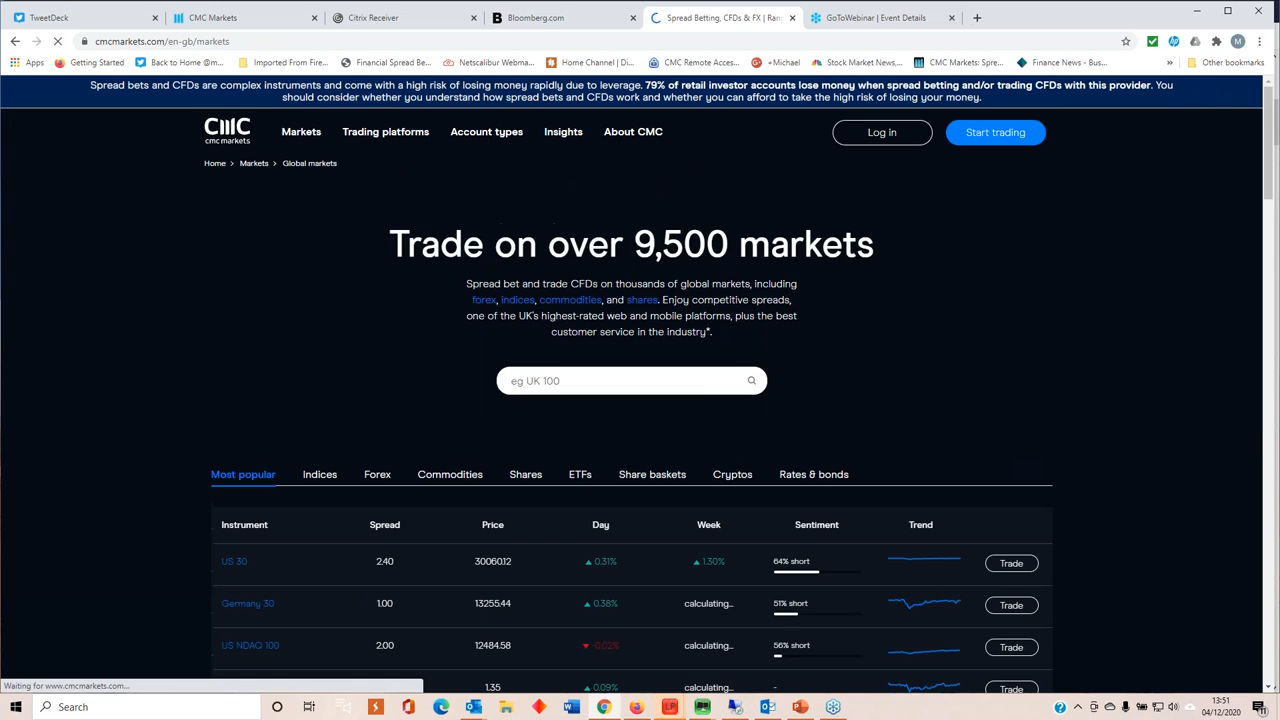 TweetDeck
CMC Markets
Citrix Receiver
Bloomberg.com
Spread Betting, CFDs & FX | Ran
GoToWebinar | Event Details
cmcmarkets.com/en-gb/markets
M
Apps
Getting Started
Back to Home @m...
Imported From Fire...
Financial Spread Be...
Netscalibur Webma...
Home Channel | Di...
CMC Remote Acces...
+Michael
Stock Market News,...
CMC Markets: Spre...
Finance News - Bus...
Other bookmarks
Spread bets and CFDs are complex instruments and come with a high risk of losing money rapidly due to leverage. 79% of retail investor accounts lose money when spread betting and/or trading CFDs with this provider. You
should consider whether you understand how spread bets and CFDs work and whether you can afford to take the high risk of losing your money.
cmc markets
Markets
Trading platforms
Account types
Insights
About CMC
Log in
Start trading
Home > Markets > Global markets
Trade on over 9,500 markets
Spread bet and trade CFDs on thousands of global markets, including
forex, indices, commodities, and shares. Enjoy competitive spreads,
one of the UK's highest-rated web and mobile platforms, plus the best
customer service in the industry*.
eg UK 100
Most popular
Indices
Forex
Commodities
Shares
ETFs
Share baskets
Cryptos
Rates & bonds
Instrument Spread Price Day Week Sentiment Trend
US 30 2.40 30060.12 0.31% 1.30% 64% short Trade
Germany 30 1.00 13255.44 0.38% calculating... 51% short Trade
US NDAQ 100 2.00 12484.58 -0.02% calculating... 56% short Trade
1.35 0.09% calculating... - Trade
Waiting for www.cmcmarkets.com...
Search
13:51
04/12/2020